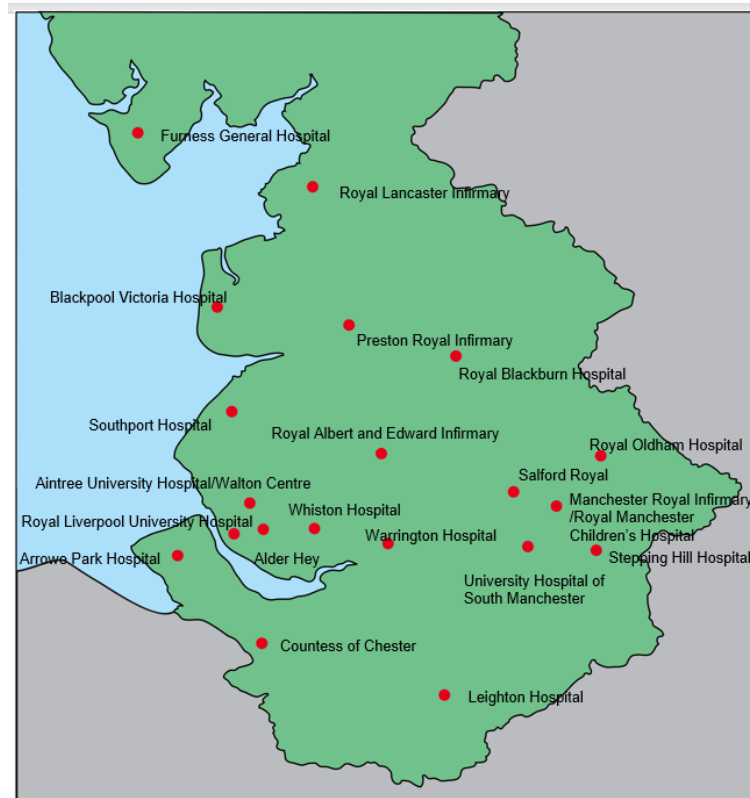 Furness General Hospital
Royal Lancaster Infirmary
Blackpool Victoria Hospital
Preston Royal Infirmary
Royal Blackburn Hospital
Southport Hospital
Royal Albert and Edward Infirmary
Royal Oldham Hospital
Salford Royal
Aintree University Hospital/Walton Centre
Manchester Royal Infirmary
/Royal Manchester
Children's Hospital
Whiston Hospital
Royal Liverpool University Hospital
Warrington Hospital
Arrowe Park Hospital
Alder Hey
Stepping Hill Hospital
University Hospital of
South Manchester
Countess of Chester
Leighton Hospital